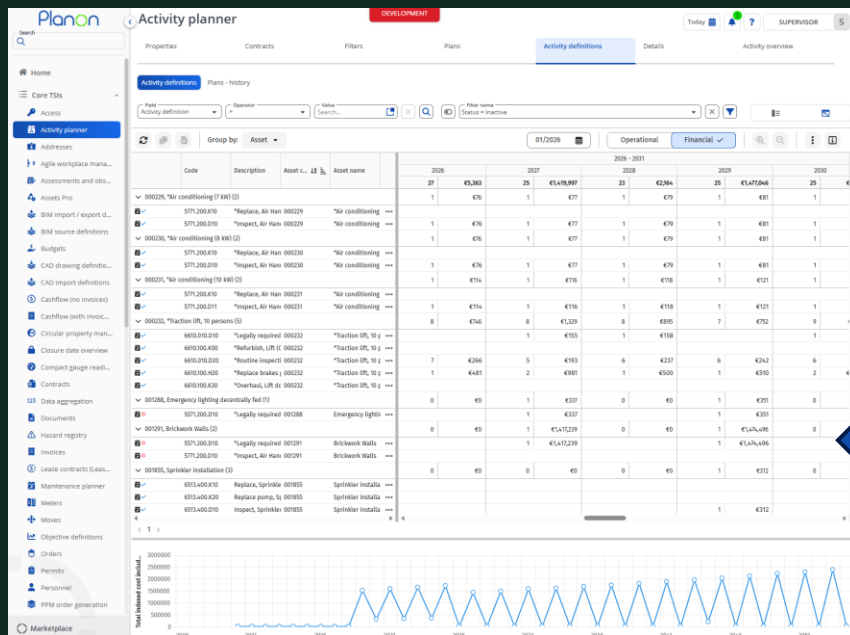 Planon
Activity planner
DEVELOPMENT
Today
?
SUPERVISOR
S
Search
Properties
Contracts
Filters
Plans
Activity definitions
Details
Activity overview
Home
Core TSIs
Access
Activity planner
Addresses
Agile workplace mana...
Assessments and obs...
Assets Pro
BIM import / export d...
BIM source definitions
Budgets
CAD drawing definitio...
CAD import definitions
Cashflow (no invoices)
Cashflow (with invoic...
Circular property man...
Closure date overview
Compact gauge readi...
Contracts
123 Data aggregation
Documents
Hazard registry
Invoices
Lease contracts (Leas...
Maintenance planner
Meters
Moves
Objective definitions
Orders
Permits
Personnel
PPM order generation
Marketplace
Activity definitions
Plans - history
Field
Activity definition
Operator
=
Value
Search...
Filter name
Status = Inactive
Group by: Asset
01/2026
Operational
Financial
2026 - 2031
Code Description Asset c... Asset name 2026 2027 2028 2029 2030
27 €5,363 25 €1,419,997 23 €2,164 25 €1,477,046 25
000229, "Air conditioning (7 kW) (2) 1 €76 1 €77 1 €79 1 €81 1
5771.200.K10 "Replace, Air Han 000229 "Air conditioning
5771.200.D10 "Inspect, Air Han 000229 "Air conditioning 1 €76 1 €77 1 €79 1 €81 1
000230, "Air conditioning (8 kW) (2) 1 €76 1 €77 1 €79 1 €81 1
5771.200.K10 "Replace, Air Han 000230 "Air conditioning
5771.200.D10 "Inspect, Air Han 000230 "Air conditioning 1 €76 1 €77 1 €79 1 €81 1
000231, "Air conditioning (10 kW) (2) 1 €114 1 €116 1 €118 1 €121 1
5771.200.K10 "Replace, Air Han 000231 "Air conditioning
5771.200.D11 "Inspect, Air Han 000231 "Air conditioning 1 €114 1 €116 1 €118 1 €121 1
000232, "Traction lift, 10 persons (5) 8 €746 8 €1,329 8 €895 7 €752 9
6610.010.D10 "Legally required 000232 "Traction lift, 10 p 1 €155 1 €158 1
6610.100.K00 "Refurbish, Lift (C 000232 "Traction lift, 10 p
6610.010.D20 "Routine inspecti 000232 "Traction lift, 10 p 7 €266 5 €193 6 €237 6 €242 6
6610.100.H20 "Replace brakes 000232 "Traction lift, 10 p 1 €481 2 €981 1 €500 1 €510 2
6610.100.K30 "Overhaul, Lift dc 000232 "Traction lift, 10 p
001288, Emergency lighting decentrally fed (1) 0 €0 1 €337 0 €0 1 €351 0
5571.200.D10 "Legally required 001288 Emergency lightin 1 €337 1 €351
001291, Brickwork Walls (2) 0 €0 1 €1,417,239 0 €0 1 €1,474,496 0
5571.200.D10 "Legally required 001291 Brickwork Walls 1 €1,417,239 1 €1,474,496
5771.200.D10 "Inspect, Air Han 001291 Brickwork Walls
001855, Sprinkler installation (3) 0 €0 0 €0 0 €0 1 €312 0
6513.400.K10 Replace, Sprinkle 001855 Sprinkler installa
6513.400.K20 Replace pump, Sp 001855 Sprinkler installa
6513.400.D10 Inspect, Sprinkler 001855 Sprinkler installa 1 €312
1
Total indexed cost includ...
3000000
2500000
2000000
1500000
1000000
500000
0